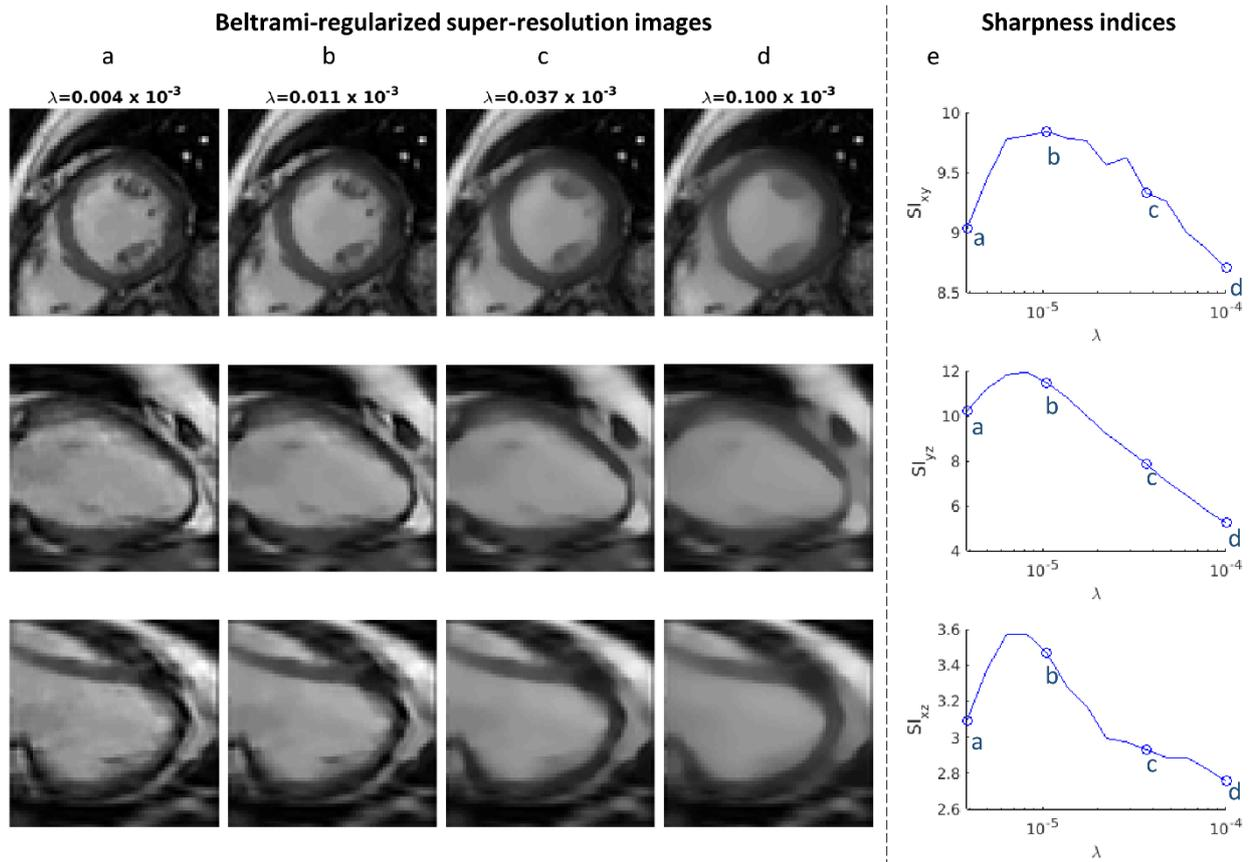 Beltrami-regularized super-resolution images
Sharpness indices
a
b
c
d
e
λ=0.004 x 10⁻³
λ=0.011 x 10⁻³
λ=0.037 x 10⁻³
λ=0.100 x 10⁻³
10
9.5
9
8.5
SIxy
a
b
c
d
10⁻⁵
10⁻⁴
λ
12
10
8
6
4
SIyz
a
b
c
d
10⁻⁵
10⁻⁴
λ
3.6
3.4
3.2
3
2.8
2.6
SIxz
a
b
c
d
10⁻⁵
10⁻⁴
λ